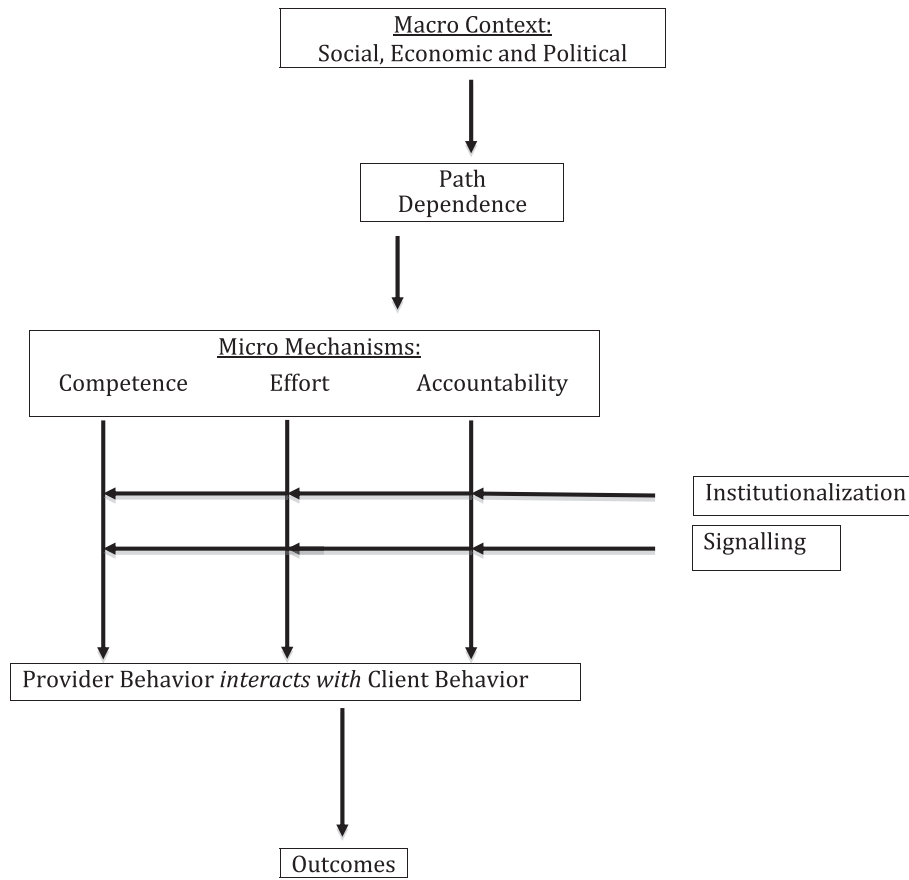 Macro Context:
Social, Economic and Political
Path
Dependence
Micro Mechanisms:
Competence Effort Accountability
Institutionalization
Signalling
Provider Behavior interacts with Client Behavior
Outcomes